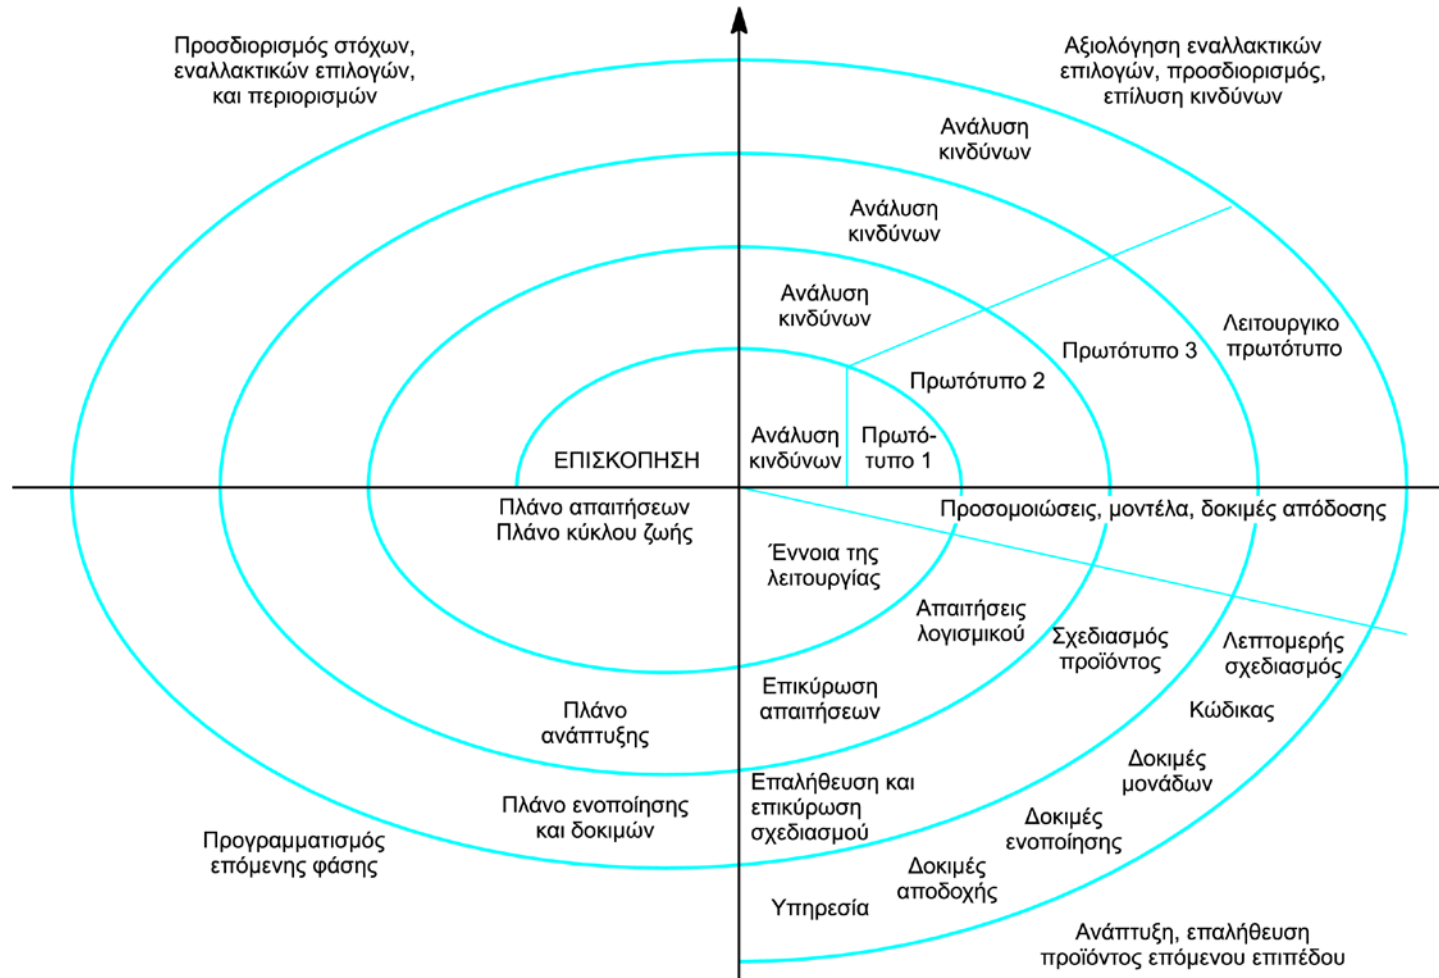 Προσδιορισμός στόχων,
εναλλακτικών επιλογών,
και περιορισμών
Αξιολόγηση εναλλακτικών
επιλογών, προσδιορισμός,
επίλυση κινδύνων
Ανάλυση
κινδύνων
Ανάλυση
κινδύνων
Ανάλυση
κινδύνων
Λειτουργικο
πρωτότυπο
Πρωτότυπο 3
Πρωτότυπο 2
ΕΠΙΣΚΟΠΗΣΗ
Ανάλυση
κινδύνων
Πρωτό-
τυπο 1
Πλάνο απαιτήσεων
Πλάνο κύκλου ζωής
Προσομοιώσεις, μοντέλα, δοκιμές απόδοσης
Έννοια της
λειτουργίας
Απαιτήσεις
λογισμικού
Σχεδιασμός
προϊόντος
Λεπτομερής
σχεδιασμός
Επικύρωση
απαιτήσεων
Κώδικας
Πλάνο
ανάπτυξης
Δοκιμές
μονάδων
Επαλήθευση και
επικύρωση
σχεδιασμού
Πλάνο ενοποίησης
και δοκιμών
Δοκιμές
ενοποίησης
Προγραμματισμός
επόμενης φάσης
Δοκιμές
αποδοχής
Υπηρεσία
Ανάπτυξη, επαλήθευση
προϊόντος επόμενου επιπέδου